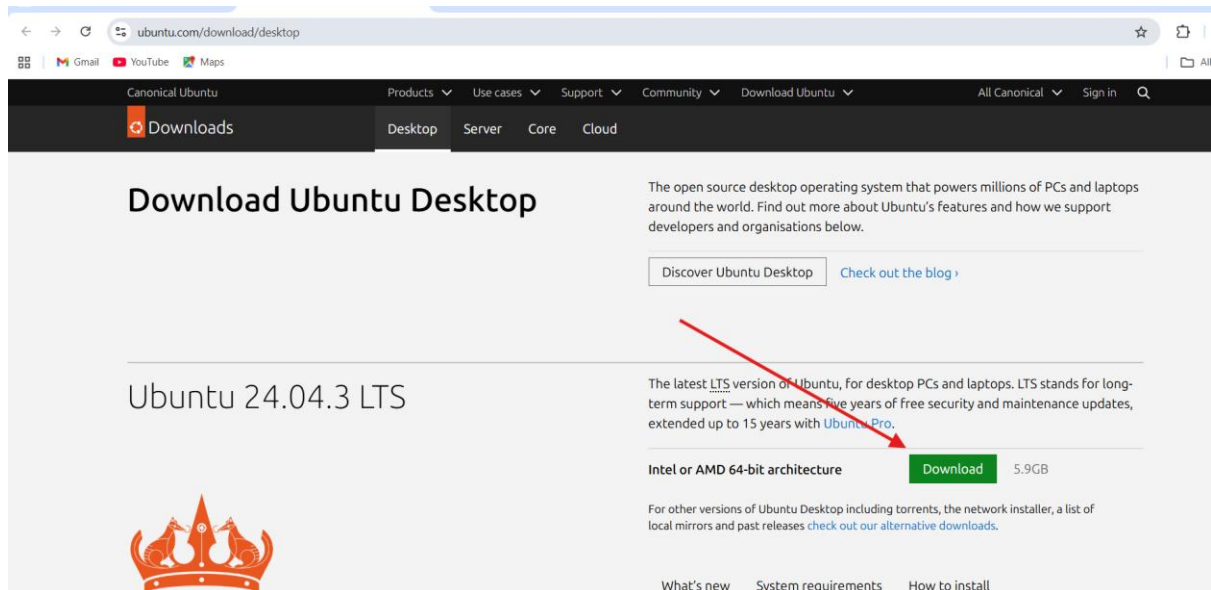 ubuntu.com/download/desktop
Gmail YouTube Maps All
Canonical Ubuntu Products Use cases Support Community Download Ubuntu All Canonical Sign in
Downloads Desktop Server Core Cloud
Download Ubuntu Desktop
The open source desktop operating system that powers millions of PCs and laptops
around the world. Find out more about Ubuntu's features and how we support
developers and organisations below.
Discover Ubuntu Desktop Check out the blog ›
Ubuntu 24.04.3 LTS
The latest LTS version of Ubuntu, for desktop PCs and laptops. LTS stands for long-
term support — which means five years of free security and maintenance updates,
extended up to 15 years with Ubuntu Pro.
Intel or AMD 64-bit architecture Download 5.9GB
For other versions of Ubuntu Desktop including torrents, the network installer, a list of
local mirrors and past releases check out our alternative downloads.
What's new System requirements How to install